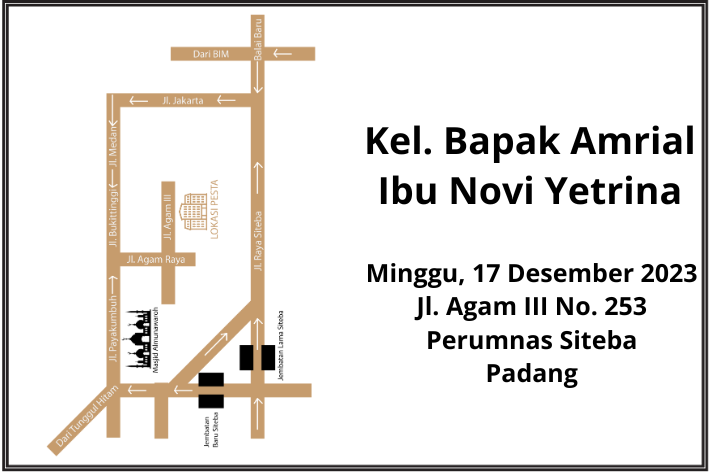 Balai Baru
Dari BIM
Jl. Jakarta
Jl. Medan
Jl. Bukittinggi
Jl. Agam III
LOKASI PESTA
Jl. Raya Siteba
Jl. Agam Raya
Jl. Payakumbuh
Masjid Almunawaroh
Jembatan Lama Siteba
Dari Tunggul Hitam
Jembatan
Baru Siteba
Kel. Bapak Amrial
Ibu Novi Yetrina
Minggu, 17 Desember 2023
Jl. Agam III No. 253
Perumnas Siteba
Padang